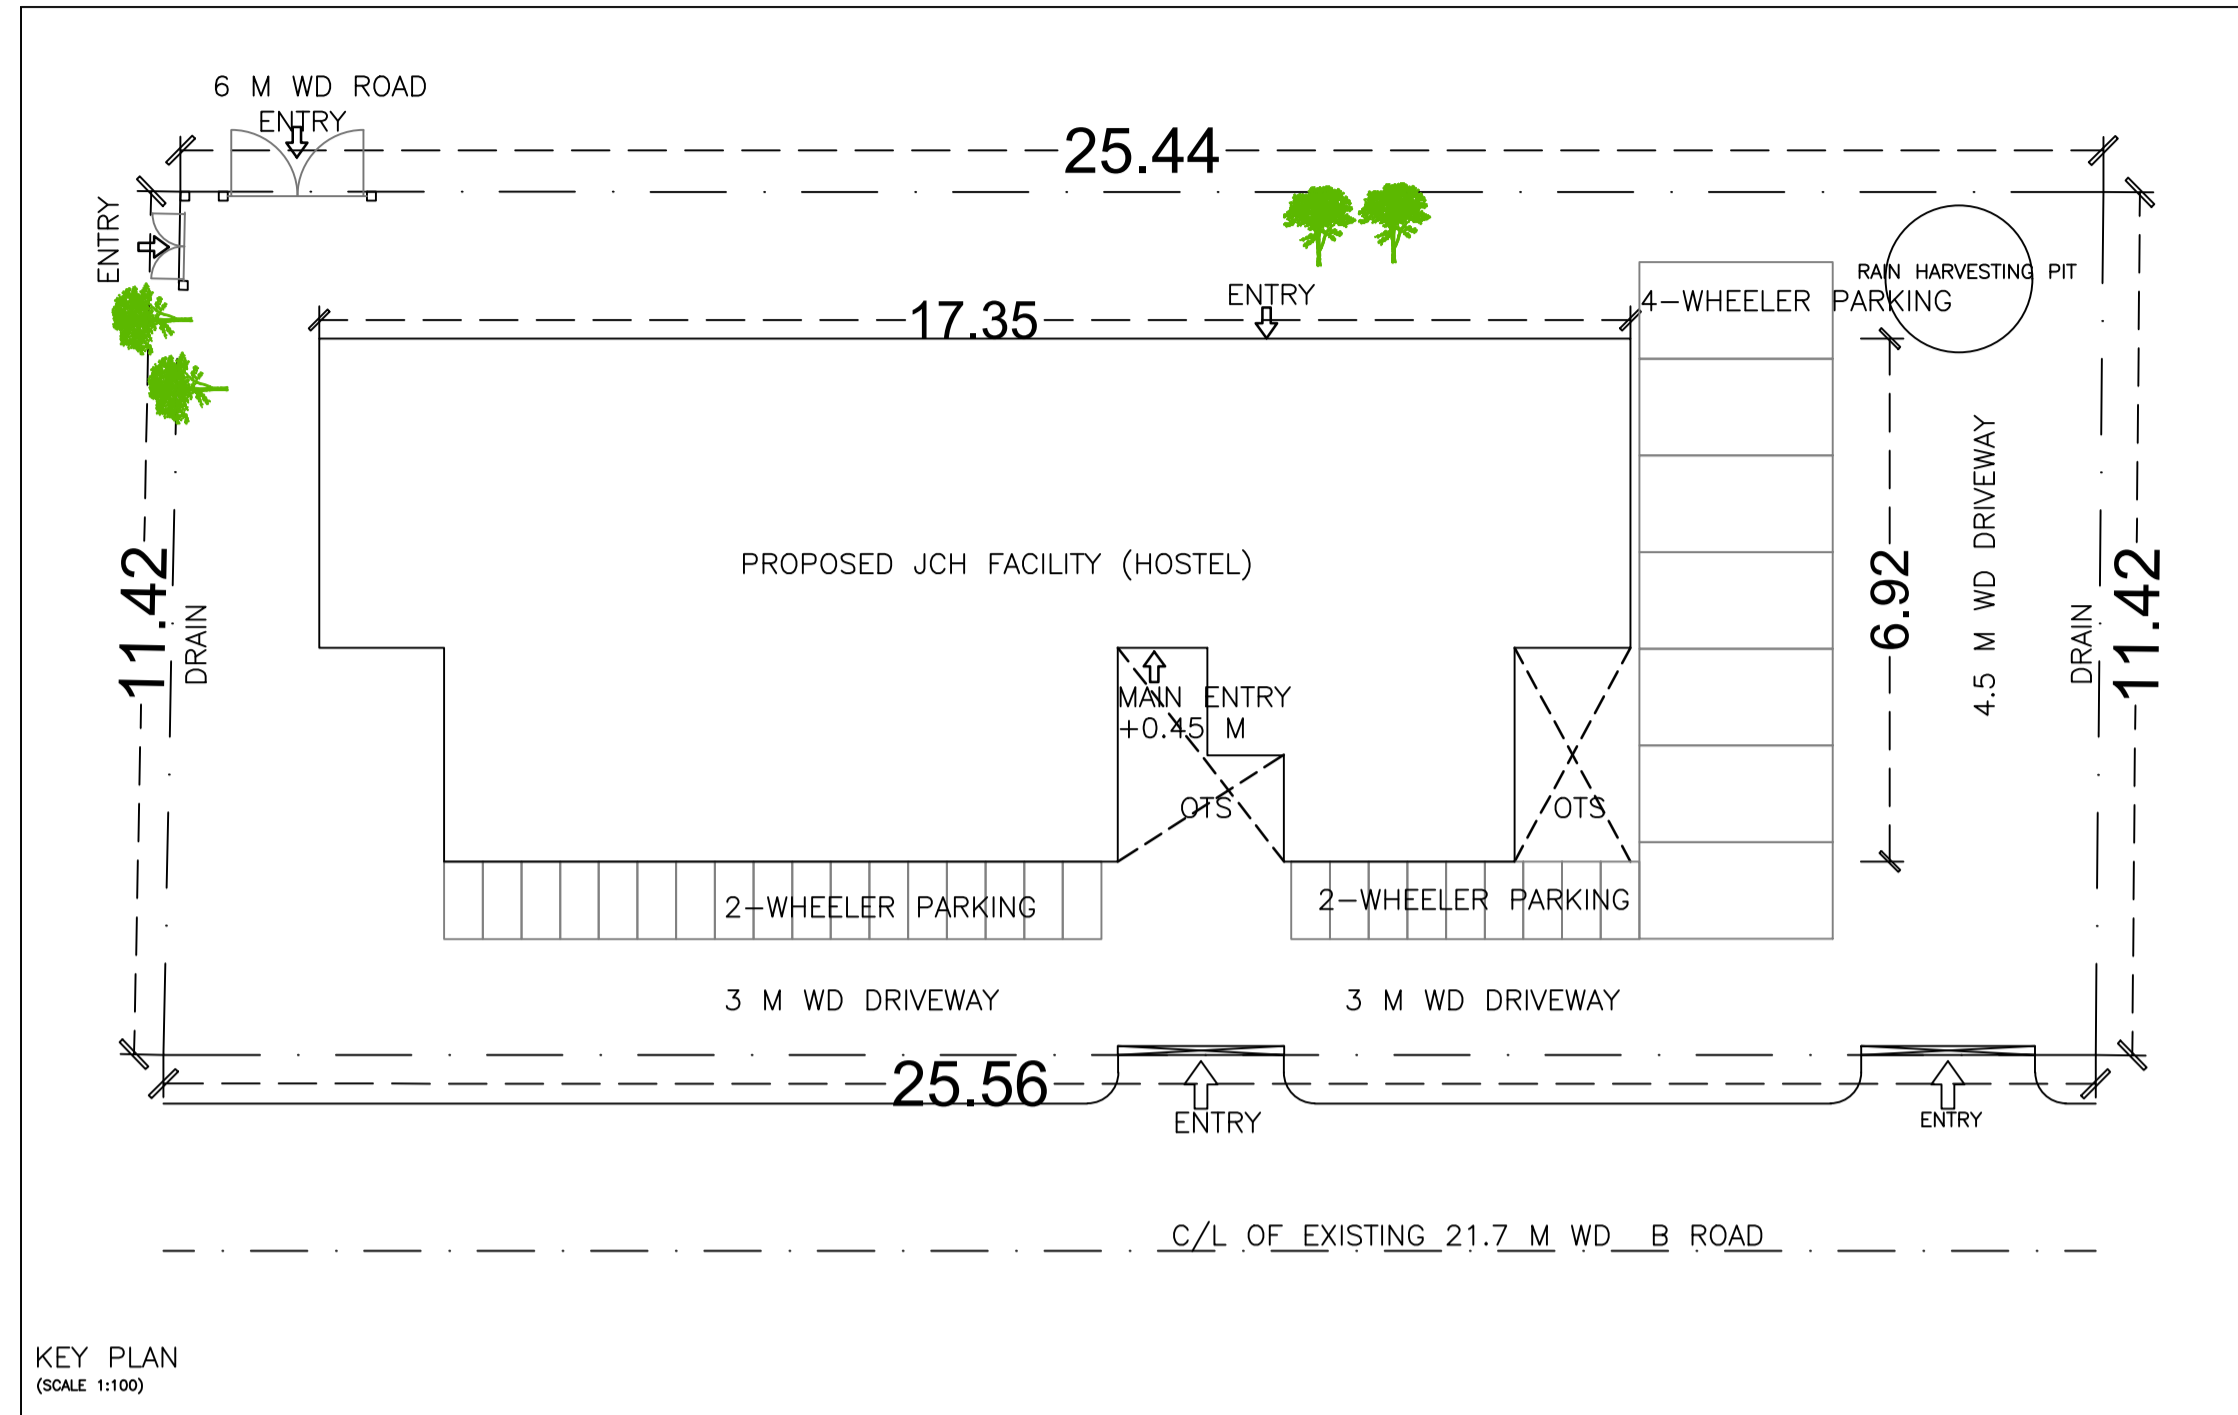 6 M WD ROAD
ENTRY
25.44
ENTRY
RAIN HARVESTING PIT
ENTRY
4-WHEELER PARKING
17.35
4.5 M WD DRIVEWAY
PROPOSED JCH FACILITY (HOSTEL)
11.42
DRAIN
6.92
DRAIN
11.42
MAIN ENTRY
+0.45 M
OTS
OTS
2-WHEELER PARKING
2-WHEELER PARKING
3 M WD DRIVEWAY
3 M WD DRIVEWAY
25.56
ENTRY
ENTRY
C/L OF EXISTING 21.7 M WD B ROAD
KEY PLAN
(SCALE 1:100)